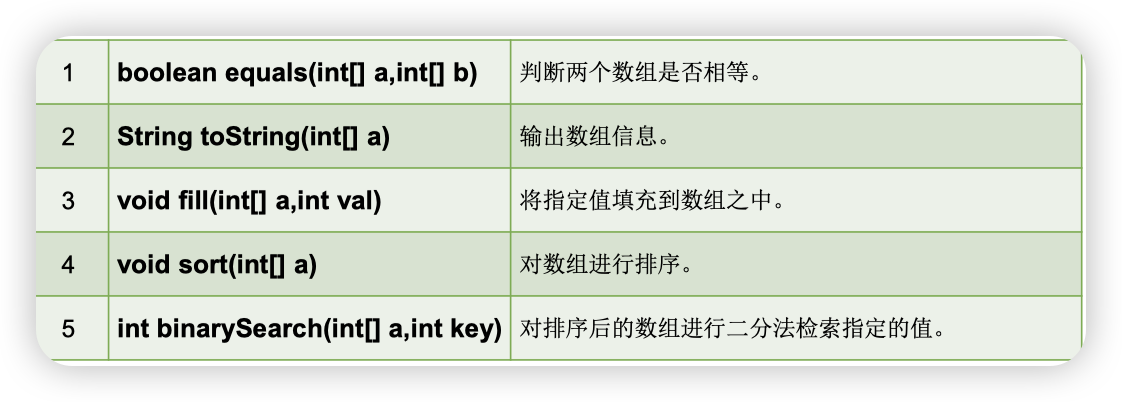 1 boolean equals(int[] a,int[] b) 判断两个数组是否相等。
2 String toString(int[] a) 输出数组信息。
3 void fill(int[] a,int val) 将指定值填充到数组之中。
4 void sort(int[] a) 对数组进行排序。
5 int binarySearch(int[] a,int key) 对排序后的数组进行二分法检索指定的值。